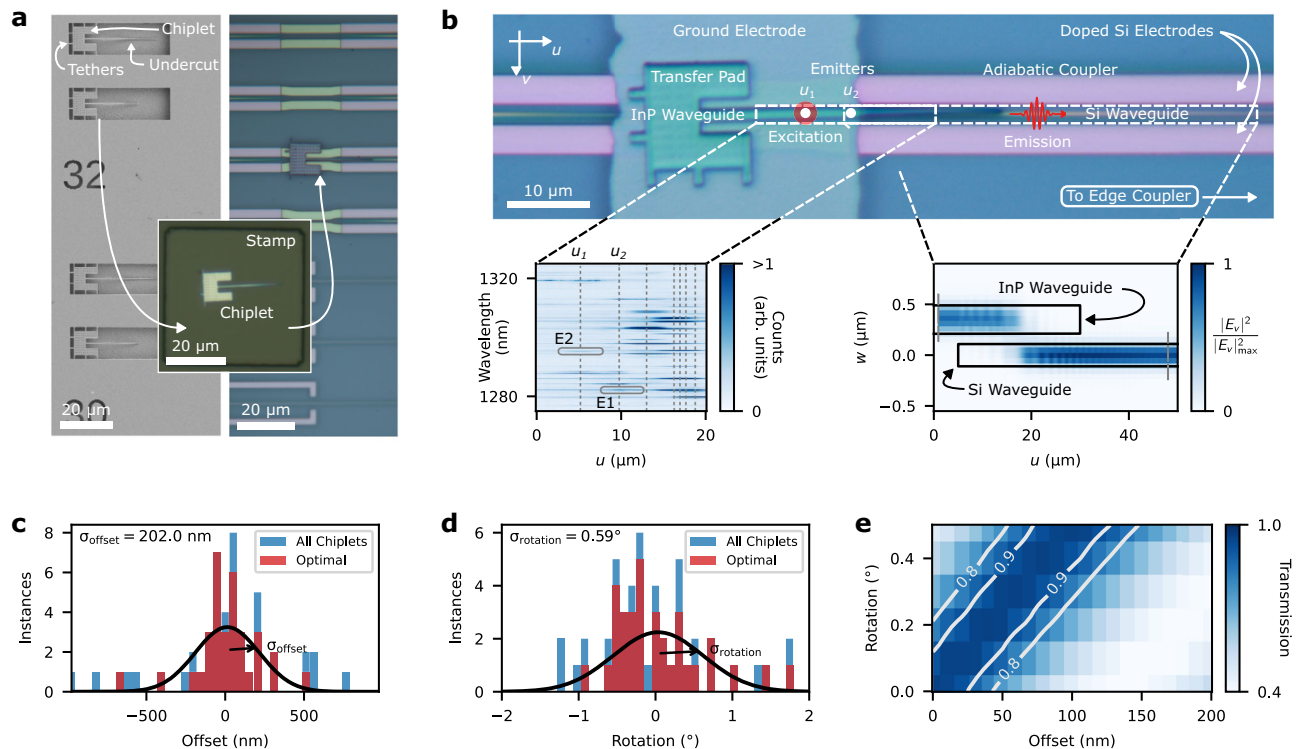 a
Chiplet
Tethers
Undercut
32
Stamp
Chiplet
20 μm
20 μm
20 μm
b
u
v
Ground Electrode
Doped Si Electrodes
Transfer Pad
Emitters
Adiabatic Coupler
u1
u2
InP Waveguide
Si Waveguide
Excitation
Emission
10 μm
To Edge Coupler
u1
u2
1320
1280
Wavelength
(nm)
E2
E1
0
10
20
u (μm)
>1
0
Counts
(arb. units)
0.5
0.0
−0.5
w (μm)
InP Waveguide
Si Waveguide
0
20
40
u (μm)
1
0
|Ev|²
|Ev|²max
c
σoffset = 202.0 nm
All Chiplets
Optimal
σoffset
Instances
8
6
4
2
0
−500
0
500
Offset (nm)
d
σrotation = 0.59°
All Chiplets
Optimal
σrotation
Instances
6
4
2
0
−2
−1
0
1
2
Rotation (°)
e
0.4
0.2
0.0
Rotation (°)
0.8
0.9
0.9
0.8
0
50
100
150
200
Offset (nm)
1.0
0.4
Transmission